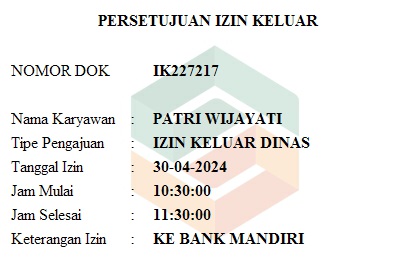 PERSETUJUAN IZIN KELUAR
NOMOR DOK IK227217
Nama Karyawan : PATRI WIJAYATI
Tipe Pengajuan : IZIN KELUAR DINAS
Tanggal Izin : 30-04-2024
Jam Mulai : 10:30:00
Jam Selesai : 11:30:00
Keterangan Izin : KE BANK MANDIRI